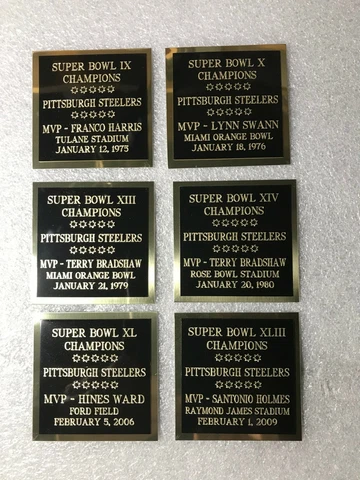 SUPER BOWL IX
CHAMPIONS
PITTSBURGH STEELERS
MVP - FRANCO HARRIS
TULANE STADIUM
JANUARY 12, 1975
SUPER BOWL X
CHAMPIONS
PITTSBURGH STEELERS
MVP - LYNN SWANN
MIAMI ORANGE BOWL
JANUARY 18, 1976
SUPER BOWL XIII
CHAMPIONS
PITTSBURGH STEELERS
MVP - TERRY BRADSHAW
MIAMI ORANGE BOWL
JANUARY 21, 1979
SUPER BOWL XIV
CHAMPIONS
PITTSBURGH STEELERS
MVP - TERRY BRADSHAW
ROSE BOWL STADIUM
JANUARY 20, 1980
SUPER BOWL XL
CHAMPIONS
PITTSBURGH STEELERS
MVP - HINES WARD
FORD FIELD
FEBRUARY 5, 2006
SUPER BOWL XLIII
CHAMPIONS
PITTSBURGH STEELERS
MVP - SANTONIO HOLMES
RAYMOND JAMES STADIUM
FEBRUARY 1, 2009